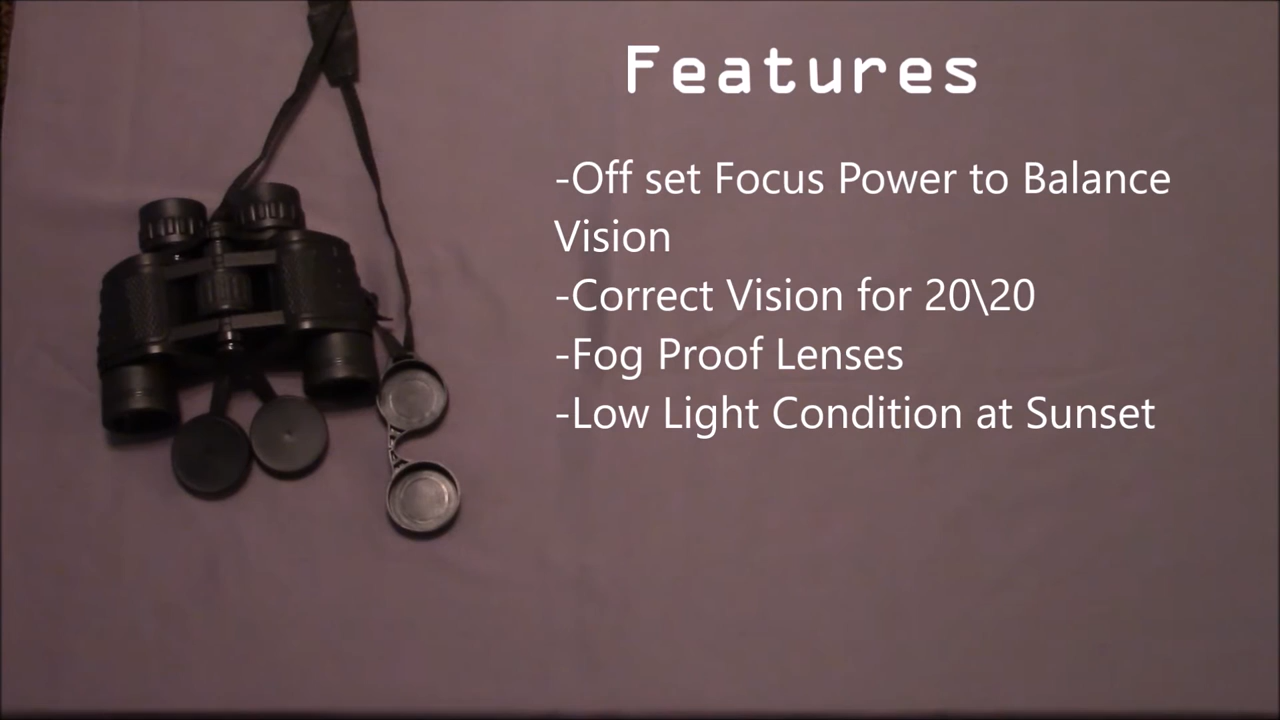 Features
-Off set Focus Power to Balance
Vision
-Correct Vision for 20\20
-Fog Proof Lenses
-Low Light Condition at Sunset